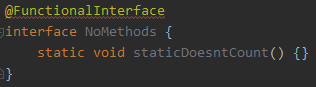 @FunctionalInterface
interface NoMethods {
    static void staticDoesntCount() {}
}